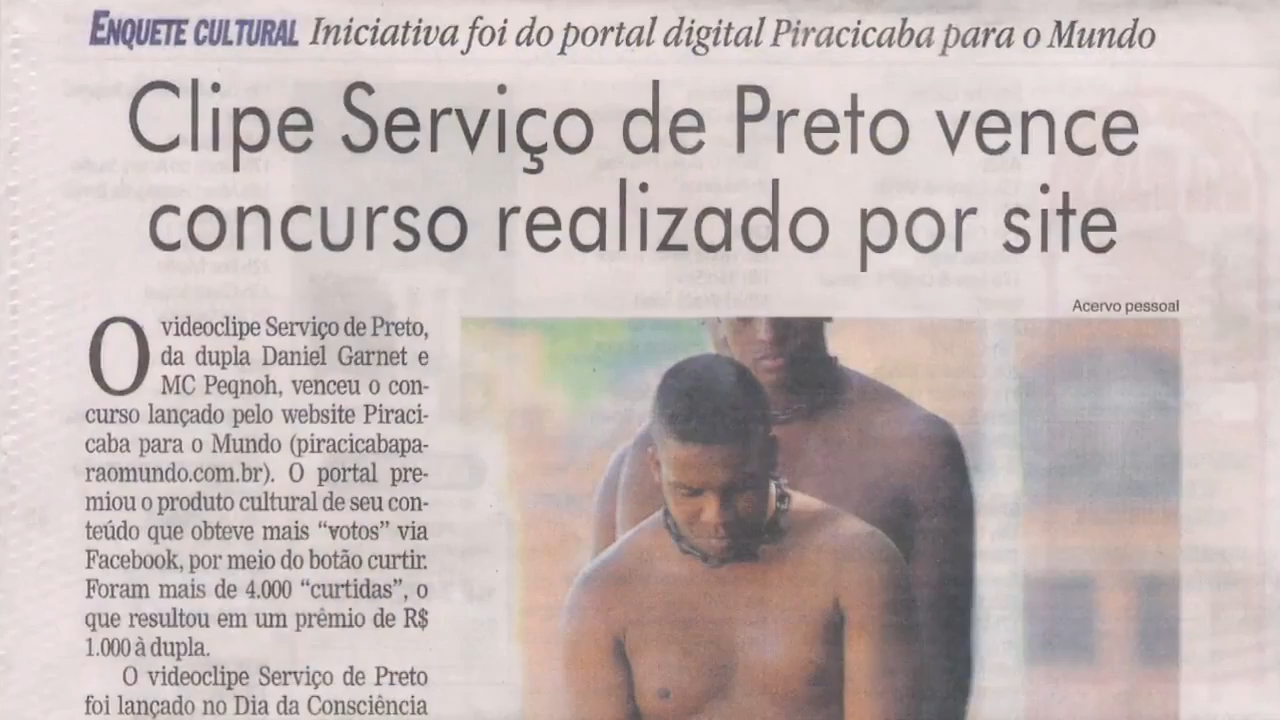 ENQUETE CULTURAL Iniciativa foi do portal digital Piracicaba para o Mundo
Clipe Serviço de Preto vence
concurso realizado por site
Acervo pessoal
O videoclipe Serviço de Preto,
da dupla Daniel Garnet e
MC Peqnoh, venceu o con-
curso lançado pelo website Piraci-
caba para o Mundo (piracicabapa-
raomundo.com.br). O portal pre-
miou o produto cultural de seu con-
teúdo que obteve mais “votos” via
Facebook, por meio do botão curtir.
Foram mais de 4.000 “curtidas”, o
que resultou em um prêmio de R$
1.000 à dupla.
O videoclipe Serviço de Preto
foi lançado no Dia da Consciência